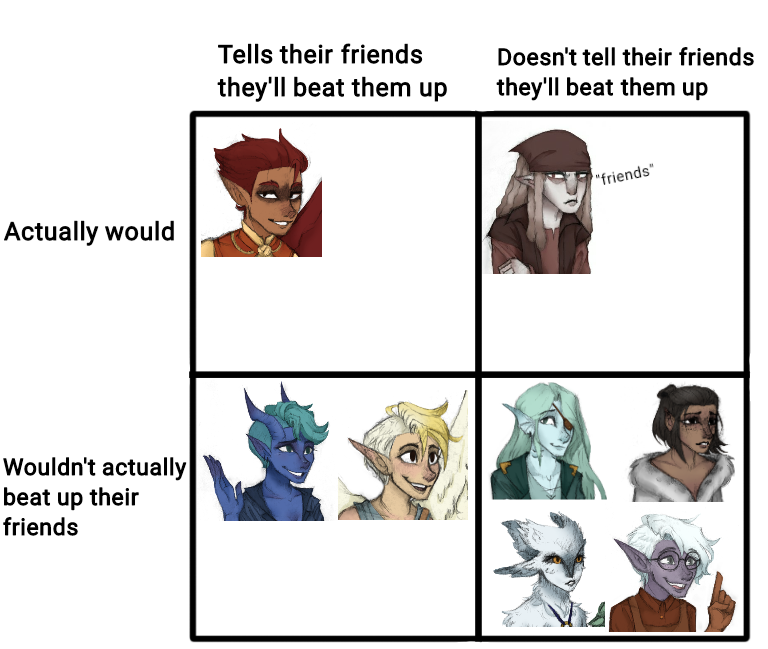 Tells their friends
they'll beat them up
Doesn't tell their friends
they'll beat them up
Actually would
"friends"
Wouldn't actually
beat up their
friends